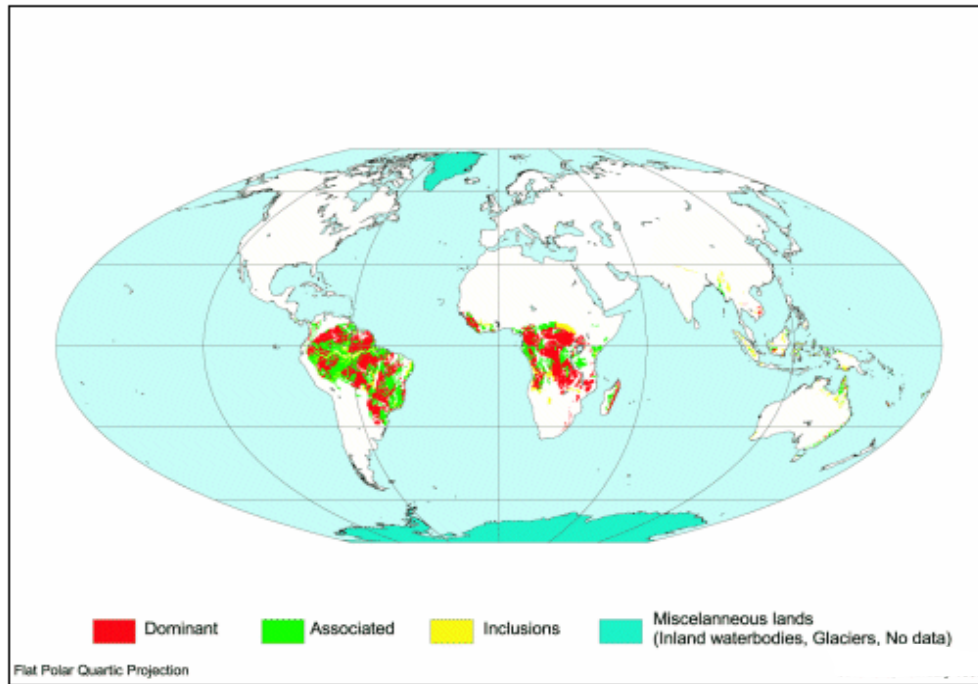 Dominant
Associated
Inclusions
Miscelanneous lands
(Inland waterbodies, Glaciers, No data)
Flat Polar Quartic Projection